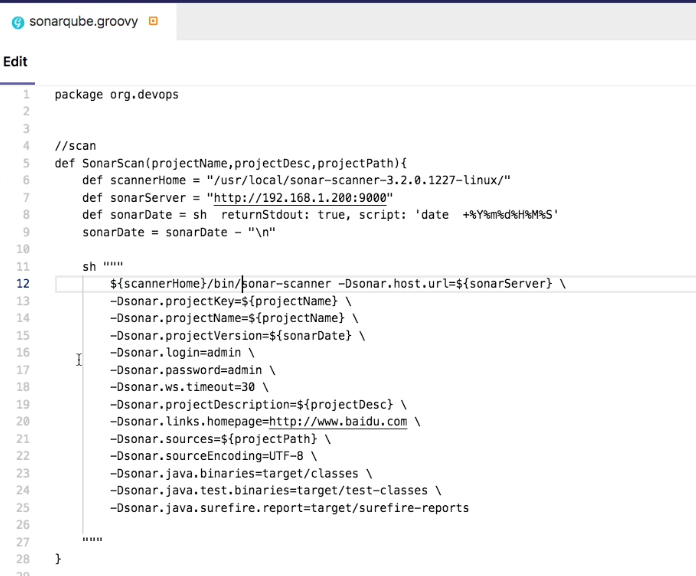 sonarqube.groovy
Edit
1 package org.devops
2
3
4 //scan
5 def SonarScan(projectName,projectDesc,projectPath){
6 def scannerHome = "/usr/local/sonar-scanner-3.2.0.1227-linux/"
7 def sonarServer = "http://192.168.1.200:9000"
8 def sonarDate = sh  returnStdout: true, script: 'date  +%Y%m%d%H%M%S'
9 sonarDate = sonarDate - "\n"
10
11 sh """
12 ${scannerHome}/bin/sonar-scanner -Dsonar.host.url=${sonarServer} \
13 -Dsonar.projectKey=${projectName} \
14 -Dsonar.projectName=${projectName} \
15 -Dsonar.projectVersion=${sonarDate} \
16 -Dsonar.login=admin \
17 -Dsonar.password=admin \
18 -Dsonar.ws.timeout=30 \
19 -Dsonar.projectDescription=${projectDesc} \
20 -Dsonar.links.homepage=http://www.baidu.com \
21 -Dsonar.sources=${projectPath} \
22 -Dsonar.sourceEncoding=UTF-8 \
23 -Dsonar.java.binaries=target/classes \
24 -Dsonar.java.test.binaries=target/test-classes \
25 -Dsonar.java.surefire.report=target/surefire-reports
26
27 """
28 }
29